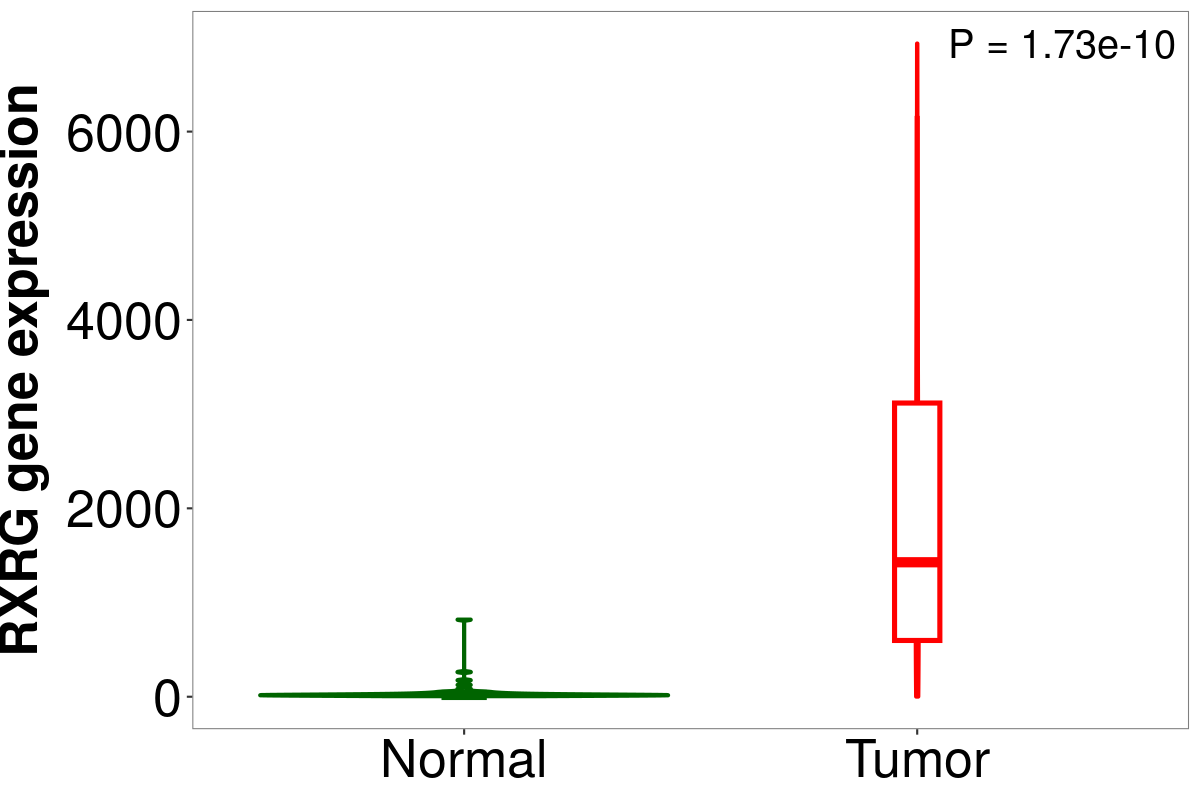 RXRG gene expression
P = 1.73e-10
6000
4000
2000
0
Normal
Tumor